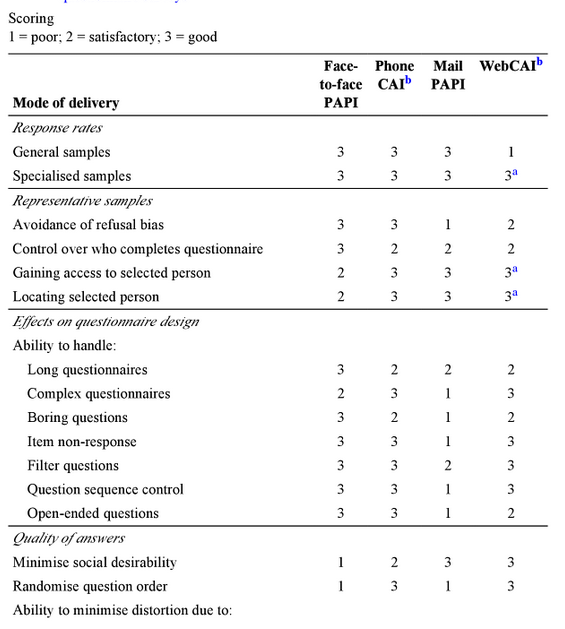 Scoring
1 = poor; 2 = satisfactory; 3 = good
Mode of delivery Face-to-face PAPI Phone CAIb Mail PAPI WebCAIb
Response rates
General samples 3 3 3 1
Specialised samples 3 3 3 3a
Representative samples
Avoidance of refusal bias 3 3 1 2
Control over who completes questionnaire 3 2 2 2
Gaining access to selected person 2 3 3 3a
Locating selected person 2 3 3 3a
Effects on questionnaire design
Ability to handle:
Long questionnaires 3 2 2 2
Complex questionnaires 2 3 1 3
Boring questions 3 2 1 2
Item non-response 3 3 1 3
Filter questions 3 3 2 3
Question sequence control 3 3 1 3
Open-ended questions 3 3 1 2
Quality of answers
Minimise social desirability 1 2 3 3
Randomise question order 1 3 1 3
Ability to minimise distortion due to: